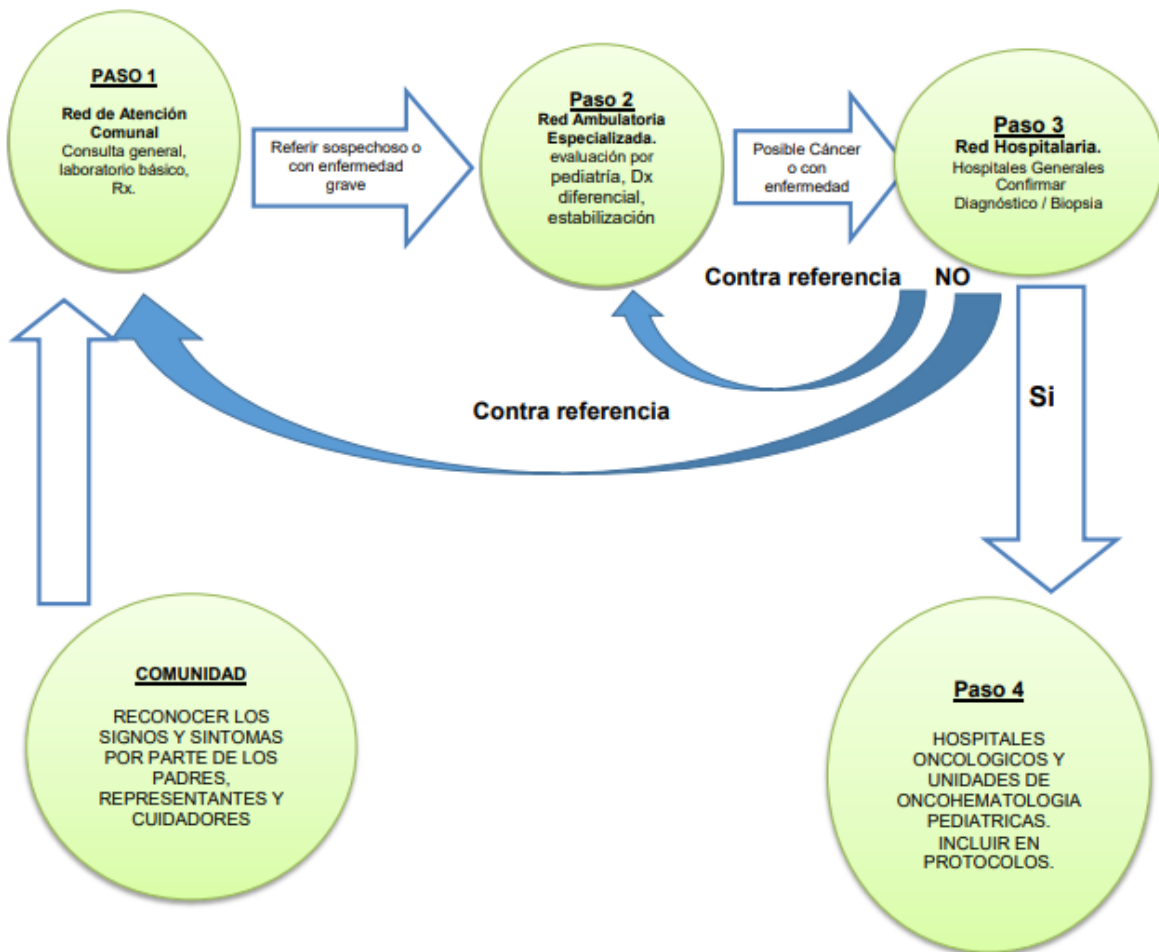 PASO 1
Red de Atención
Comunal
Consulta general,
laboratorio básico,
Rx.
Referir sospechoso o
con enfermedad
grave
Paso 2
Red Ambulatoria
Especializada.
evaluación por
pediatría, Dx
diferencial,
estabilización
Posible Cáncer
o con
enfermedad
Paso 3
Red Hospitalaria.
Hospitales Generales
Confirmar
Diagnóstico / Biopsia
Contra referencia NO
Contra referencia
Si
COMUNIDAD
RECONOCER LOS
SIGNOS Y SINTOMAS
POR PARTE DE LOS
PADRES,
REPRESENTANTES Y
CUIDADORES
Paso 4
HOSPITALES
ONCOLOGICOS Y
UNIDADES DE
ONCOHEMATOLOGIA
PEDIATRICAS.
INCLUIR EN
PROTOCOLOS.